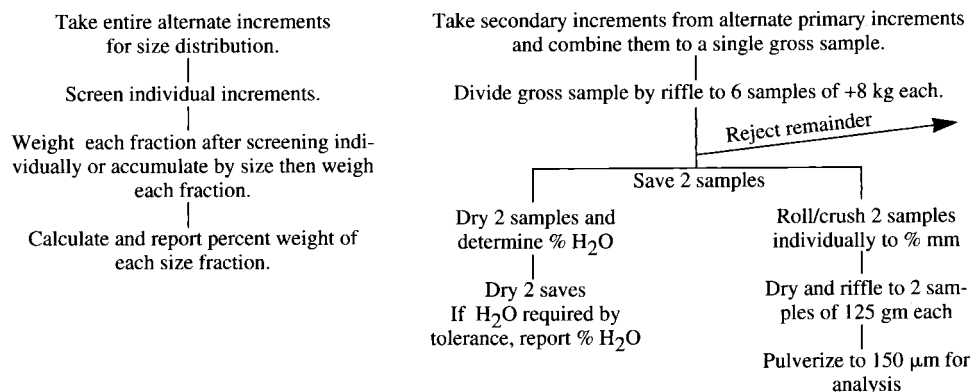 Take entire alternate increments
for size distribution.
Screen individual increments.
Weight each fraction after screening indi-
vidually or accumulate by size then weigh
each fraction.
Calculate and report percent weight of
each size fraction.
Take secondary increments from alternate primary increments
and combine them to a single gross sample.
Divide gross sample by riffle to 6 samples of +8 kg each.
Reject remainder
Save 2 samples
Dry 2 samples and
determine % H2O
Dry 2 saves
If H2O required by
tolerance, report % H2O
Roll/crush 2 samples
individually to % mm
Dry and riffle to 2 sam-
ples of 125 gm each
Pulverize to 150 μm for
analysis